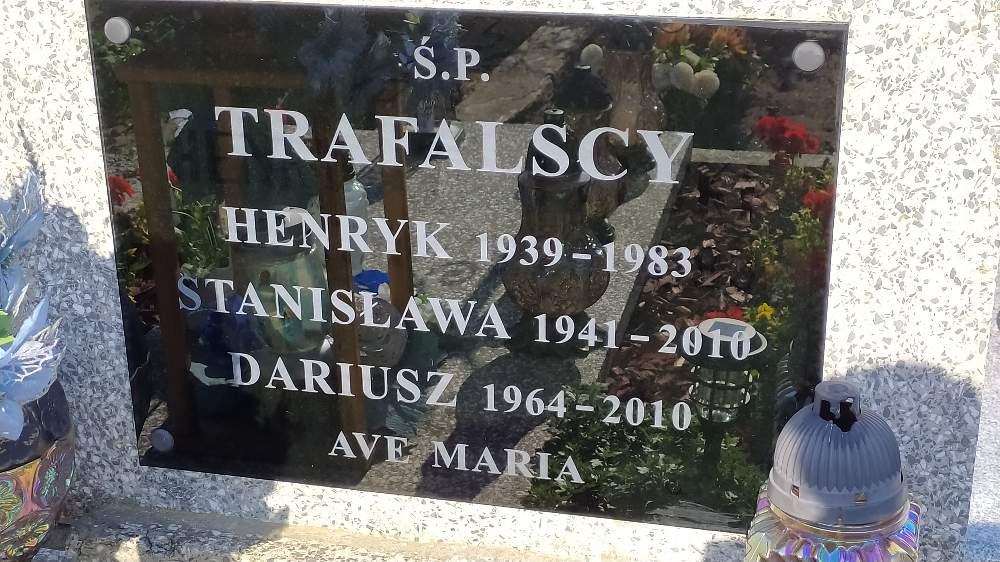 Ś.P.
TRAFALSCY
HENRYK 1939-1983
STANISŁAWA 1941-2010
DARIUSZ 1964-2010
AVE MARIA